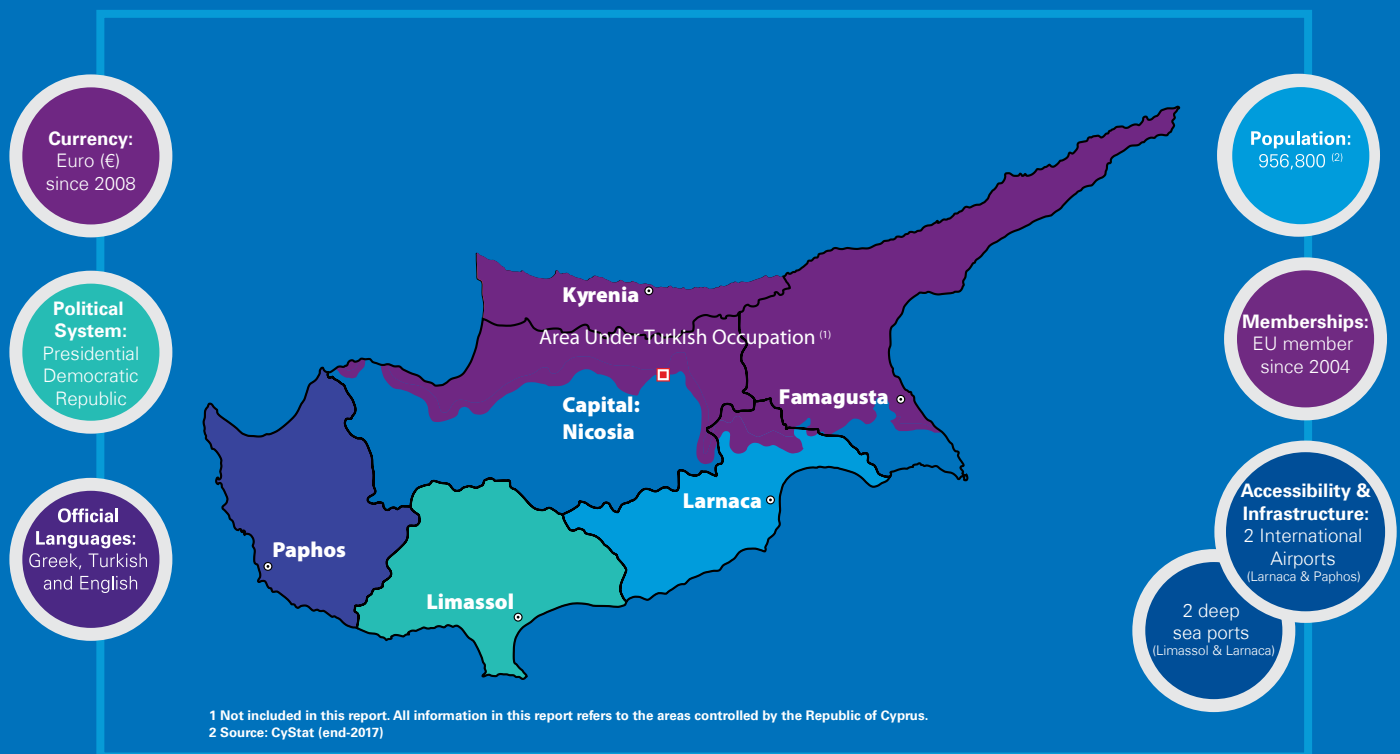 Currency:
Euro (€)
since 2008
Political
System:
Presidential
Democratic
Republic
Official
Languages:
Greek, Turkish
and English
Kyrenia
Area Under Turkish Occupation (1)
Capital:
Nicosia
Famagusta
Larnaca
Paphos
Limassol
Population:
956,800 (2)
Memberships:
EU member
since 2004
Accessibility &
Infrastructure:
2 International
Airports
(Larnaca & Paphos)
2 deep
sea ports
(Limassol & Larnaca)
1 Not included in this report. All information in this report refers to the areas controlled by the Republic of Cyprus.
2 Source: CyStat (end-2017)